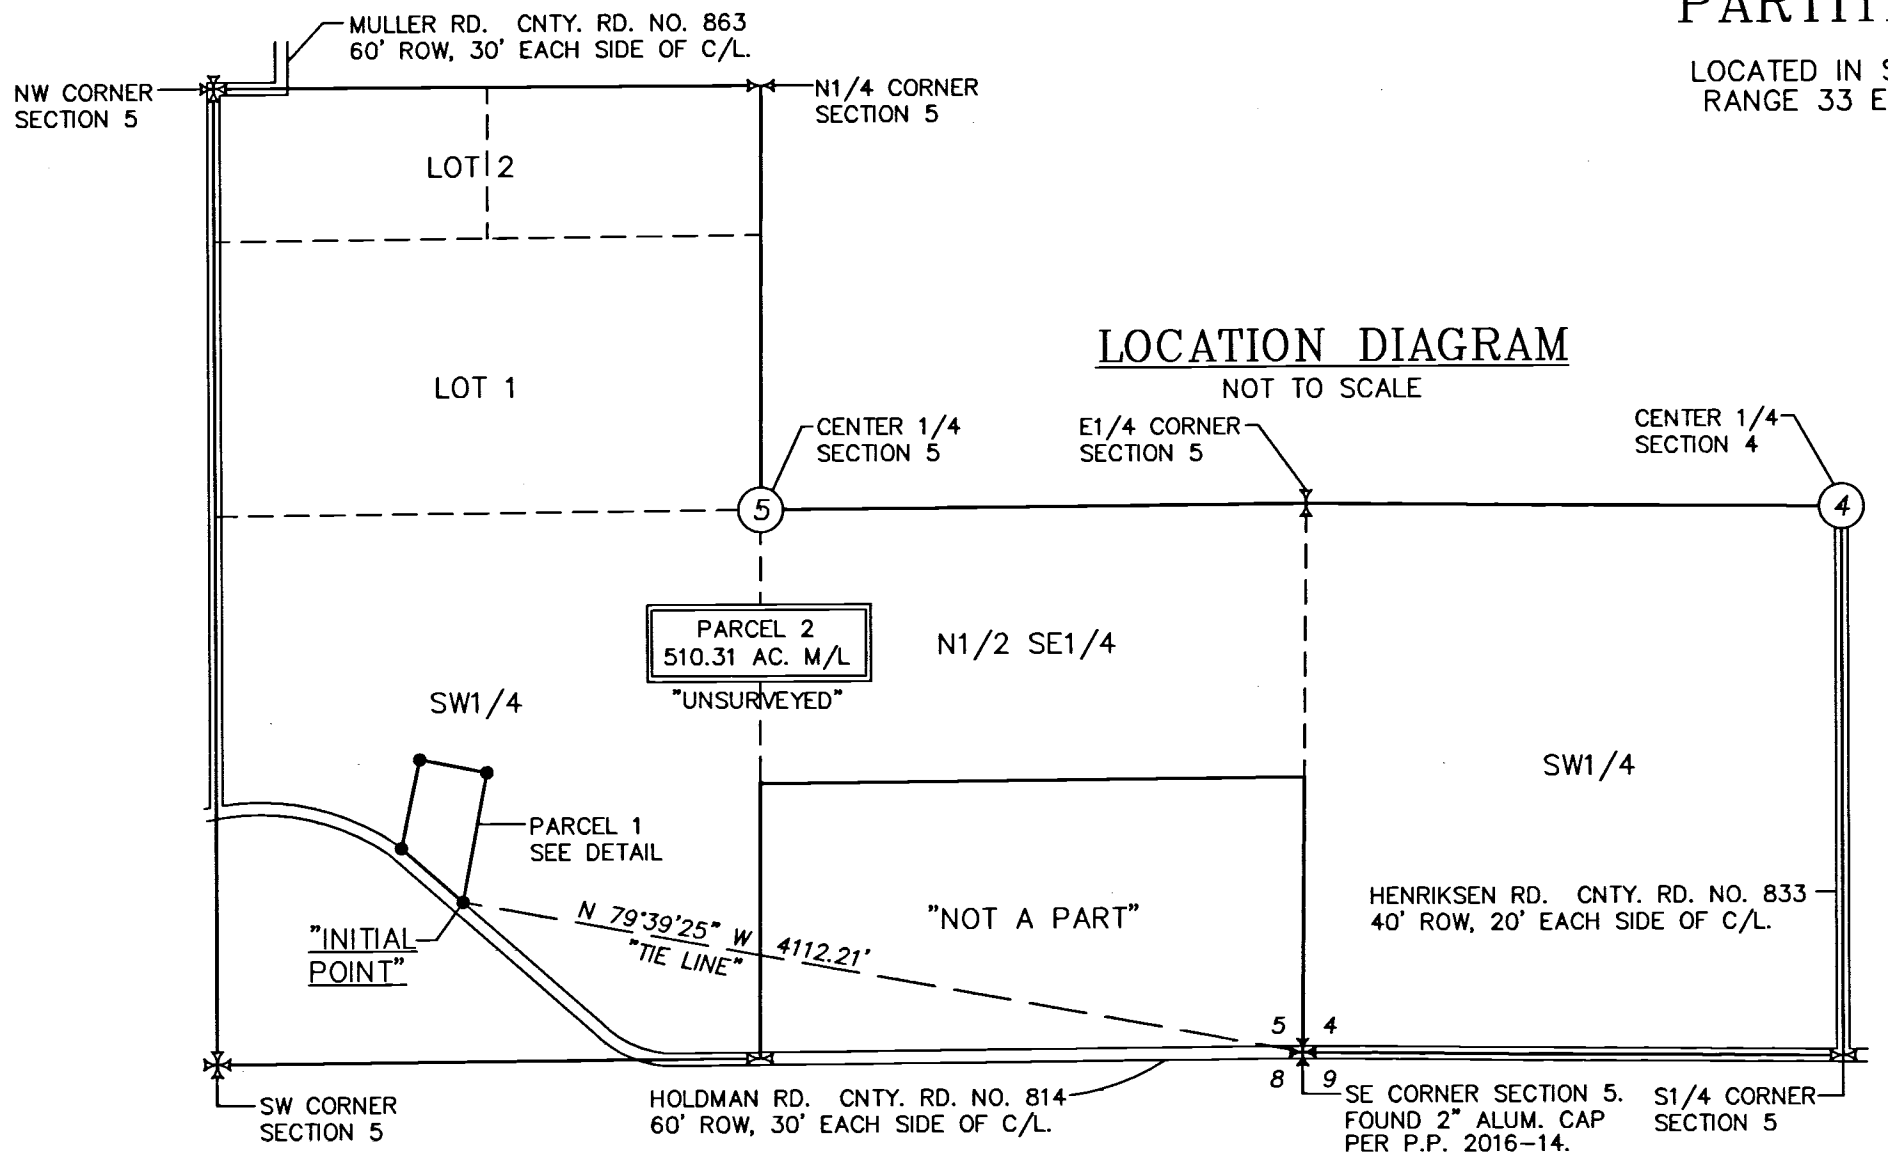 PARTITI
LOCATED IN S
RANGE 33 E
MULLER RD. CNTY. RD. NO. 863
60' ROW, 30' EACH SIDE OF C/L.
NW CORNER
SECTION 5
N1/4 CORNER
SECTION 5
LOT 2
LOT 1
LOCATION DIAGRAM
NOT TO SCALE
CENTER 1/4
SECTION 5
E1/4 CORNER
SECTION 5
CENTER 1/4
SECTION 4
5
4
PARCEL 2
510.31 AC. M/L
"UNSURVEYED"
N1/2 SE1/4
SW1/4
SW1/4
PARCEL 1
SEE DETAIL
"INITIAL
POINT"
N 79°39'25" W 4112.21'
"TIE LINE"
"NOT A PART"
HENRIKSEN RD. CNTY. RD. NO. 833
40' ROW, 20' EACH SIDE OF C/L.
5 4
8 9
SW CORNER
SECTION 5
HOLDMAN RD. CNTY. RD. NO. 814
60' ROW, 30' EACH SIDE OF C/L.
SE CORNER SECTION 5.
FOUND 2" ALUM. CAP
PER P.P. 2016-14.
S1/4 CORNER
SECTION 5